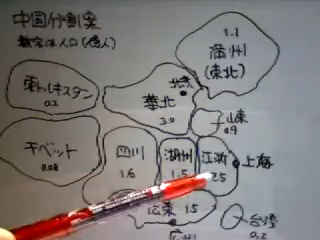 中国分割案
数字は人口(億人)
1.1
満州
(東北)
東トルキスタン
0.2
北京
華北
3.0
山東
0.9
チベット
0.08
四川
1.6
湖州
1.5
江浙
2.5
上海
広東 1.5
台湾
0.2